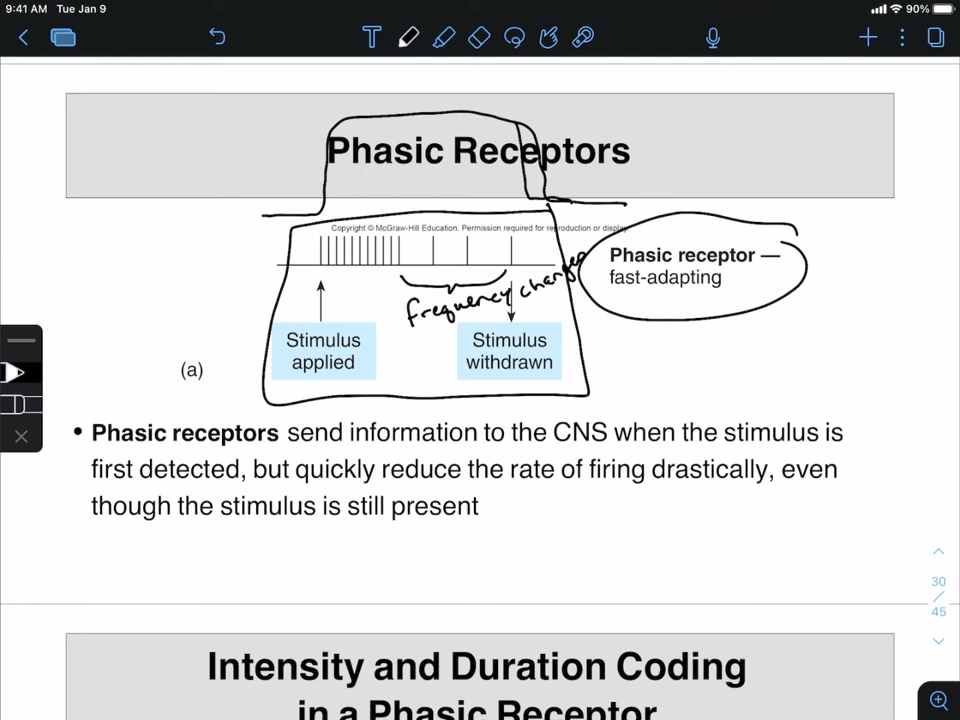 9:41 AM Tue Jan 9
90%
Phasic Receptors
Copyright © McGraw-Hill Education. Permission required for reproduction or display
Phasic receptor —
fast-adapting
frequency changes
Stimulus
applied
Stimulus
withdrawn
(a)
• Phasic receptors send information to the CNS when the stimulus is
first detected, but quickly reduce the rate of firing drastically, even
though the stimulus is still present
30
/
45
Intensity and Duration Coding
in a Phasic Receptor